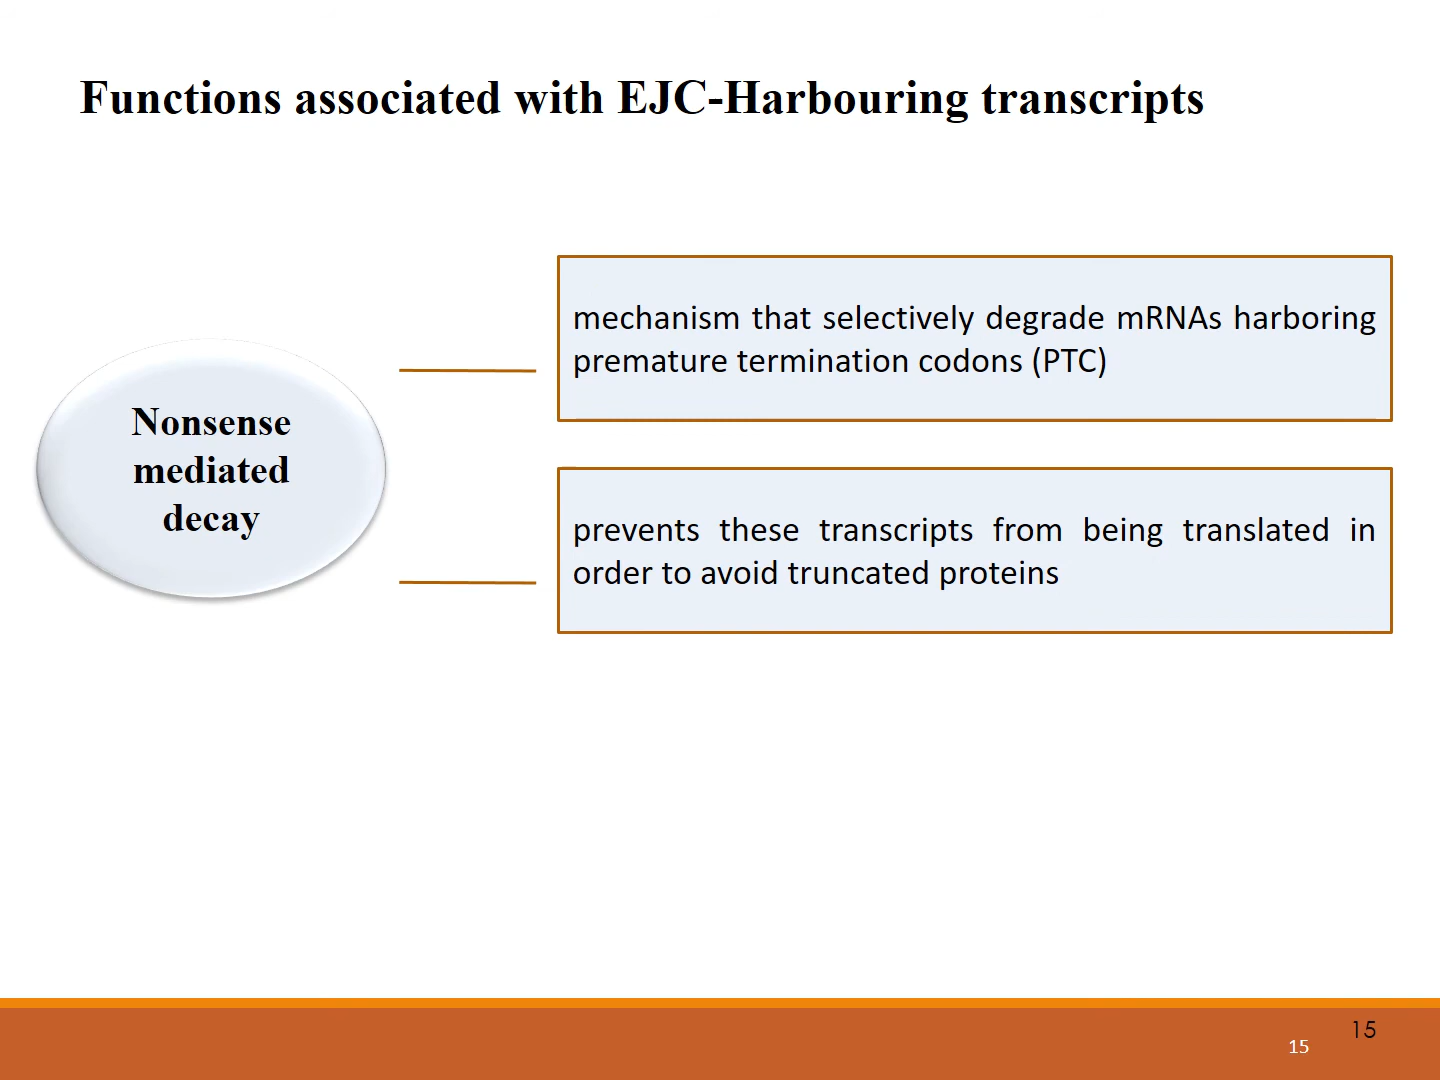 Functions associated with EJC-Harbouring transcripts
Nonsense
mediated
decay
mechanism that selectively degrade mRNAs harboring
premature termination codons (PTC)
prevents these transcripts from being translated in
order to avoid truncated proteins
15
15